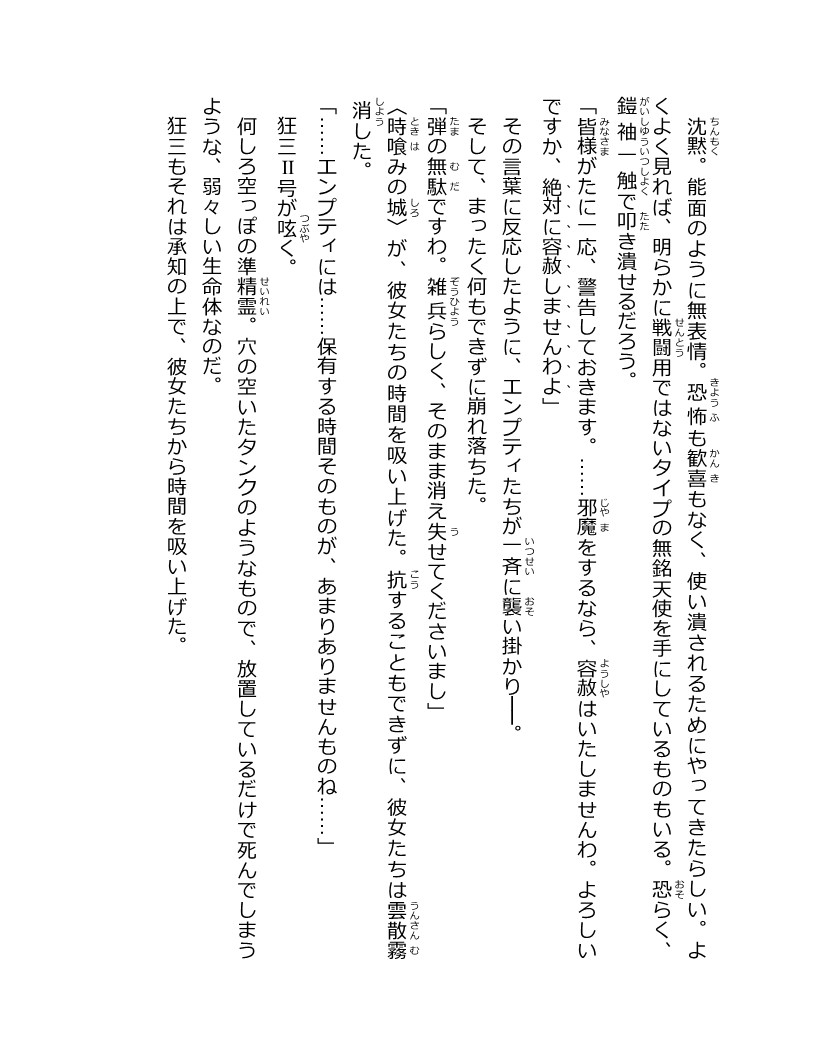 沈黙。能面のように無表情。恐怖も歓喜もなく、使い潰されるためにやってきたらしい。よ
くよく見れば、明らかに戦闘用ではないタイプの無銘天使を手にしているものもいる。恐らく、
鎧袖一触で叩き潰せるだろう。
「皆様がたに一応、警告しておきます。……邪魔をするなら、容赦はいたしませんわ。よろしい
ですか、絶対に容赦しませんわよ」
その言葉に反応したように、エンプティたちが一斉に襲い掛かり――。
そして、まったく何もできずに崩れ落ちた。
「弾の無駄ですわ。雑兵らしく、そのまま消え失せてくださいまし」
〈時喰みの城〉が、彼女たちの時間を吸い上げた。抗することもできずに、彼女たちは雲散霧
消した。
「……エンプティには……保有する時間そのものが、あまりありませんものね……」
狂三Ⅱ号が呟く。
何しろ空っぽの準精霊。穴の空いたタンクのようなもので、放置しているだけで死んでしまう
ような、弱々しい生命体なのだ。
狂三もそれは承知の上で、彼女たちから時間を吸い上げた。